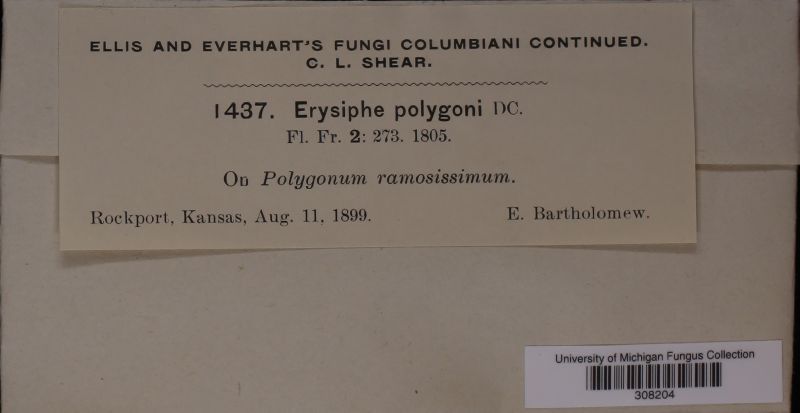 ELLIS AND EVERHART'S FUNGI COLUMBIANI CONTINUED.
C. L. SHEAR.
1437. Erysiphe polygoni DC.
Fl. Fr. 2: 273. 1805.
On Polygonum ramosissimum.
Rockport, Kansas, Aug. 11, 1899. E. Bartholomew.
University of Michigan Fungus Collection
308204